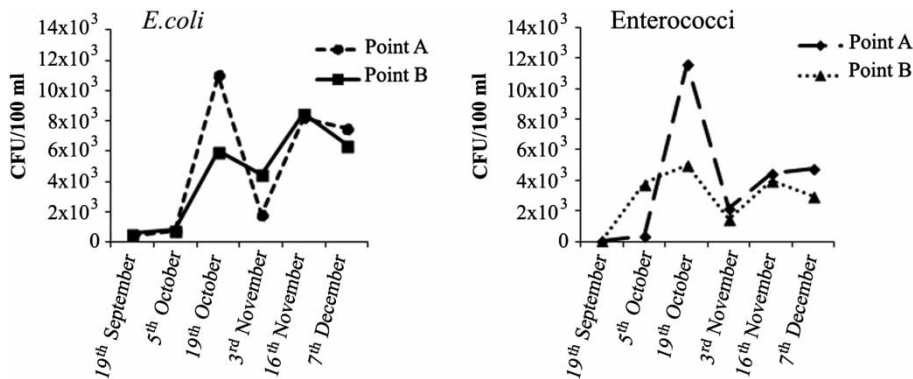 E.coli
14x10³
12x10³
10x10³
8x10³
6x10³
4x10³
2x10³
0
CFU/100 ml
Point A
Point B
19th September
5th October
19th October
3rd November
16th November
7th December
Enterococci
14x10³
12x10³
10x10³
8x10³
6x10³
4x10³
2x10³
0
CFU/100 ml
Point A
Point B
19th September
5th October
19th October
3rd November
16th November
7th December